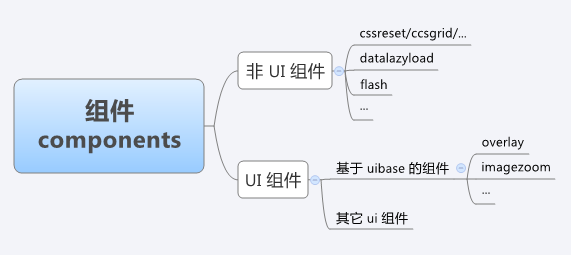 组件
components
非 UI 组件
cssreset/ccsgrid/...
datalazyload
flash
...
UI 组件
基于 uibase 的组件
overlay
imagezoom
...
其它 ui 组件